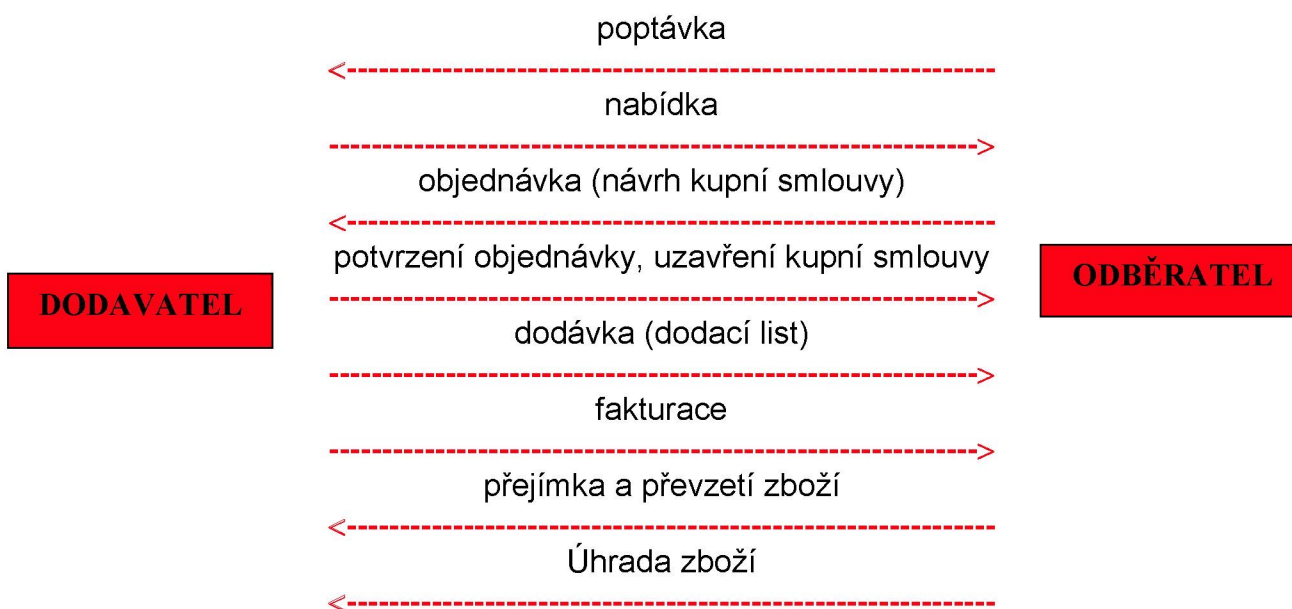 poptávka
nabídka
objednávka (návrh kupní smlouvy)
potvrzení objednávky, uzavření kupní smlouvy
DODAVATEL
ODBĚRATEL
dodávka (dodací list)
fakturace
přejímka a převzetí zboží
Úhrada zboží